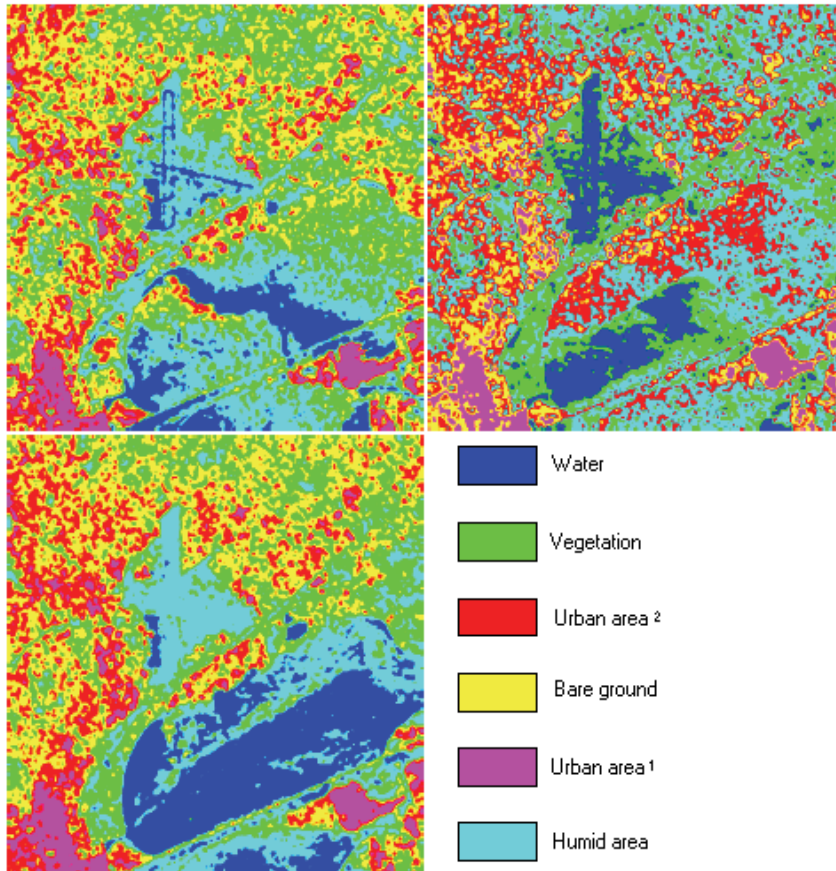 Water
Vegetation
Urban area ²
Bare ground
Urban area ¹
Humid area